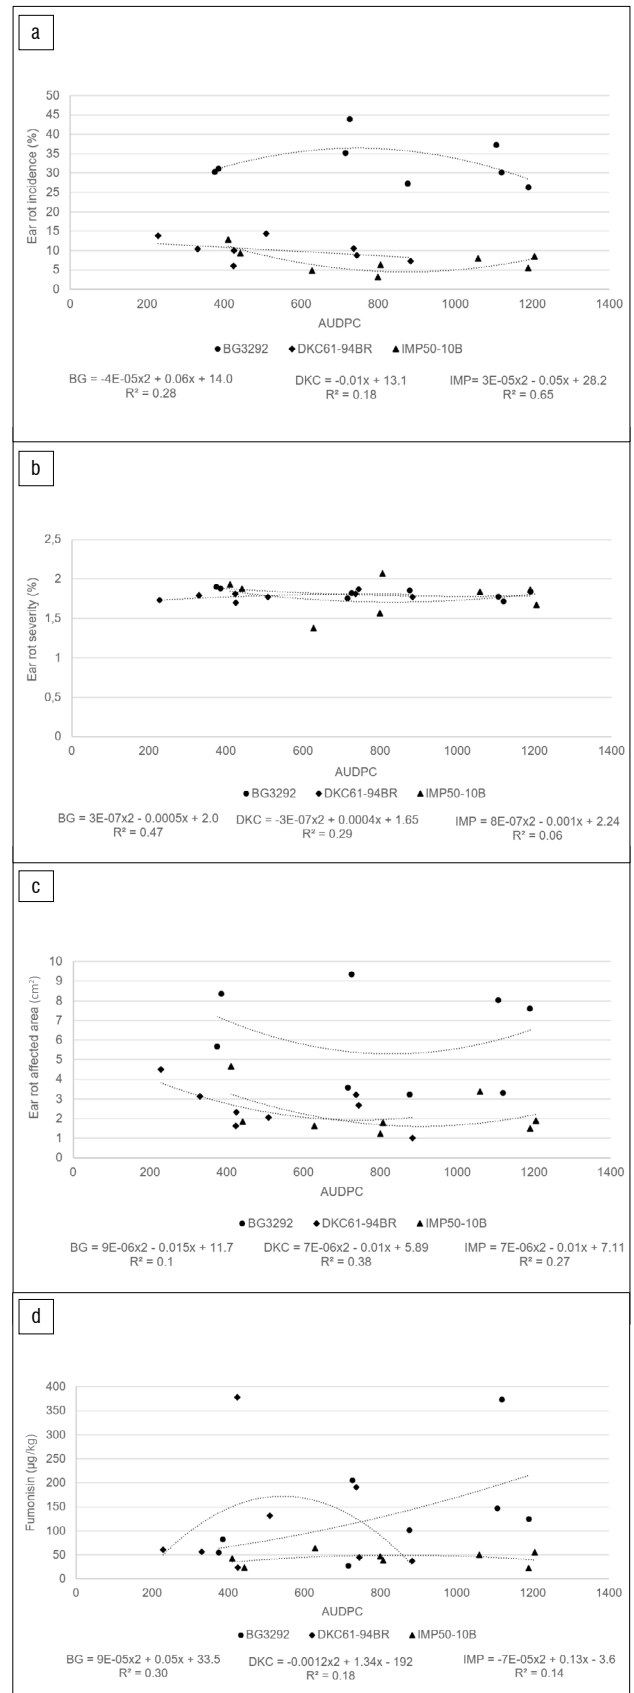 a
50
45
40
35
30
25
20
15
10
5
0
Ear rot incidence (%)
0 200 400 600 800 1000 1200 1400
AUDPC
BG3292 DKC61-94BR IMP50-10B
BG = -4E-05x2 + 0.06x + 14.0 DKC = -0.01x + 13.1 IMP= 3E-05x2 - 0.05x + 28.2
R² = 0.28 R² = 0.18 R² = 0.65
b
2,5
2
1,5
1
0,5
0
Ear rot severity (%)
0 200 400 600 800 1000 1200 1400
AUDPC
BG3292 DKC61-94BR IMP50-10B
BG = 3E-07x2 - 0.0005x + 2.0 DKC = -3E-07x2 + 0.0004x + 1.65 IMP = 8E-07x2 - 0.001x + 2.24
R² = 0.47 R² = 0.29 R² = 0.06
c
10
9
8
7
6
5
4
3
2
1
0
Ear rot affected area (cm²)
0 200 400 600 800 1000 1200 1400
AUDPC
BG3292 DKC61-94BR IMP50-10B
BG = 9E-06x2 - 0.015x + 11.7 DKC = 7E-06x2 - 0.01x + 5.89 IMP = 7E-06x2 - 0.01x + 7.11
R² = 0.1 R² = 0.38 R² = 0.27
d
400
350
300
250
200
150
100
50
0
Fumonisin (µg/kg)
0 200 400 600 800 1000 1200 1400
AUDPC
BG3292 DKC61-94BR IMP50-10B
BG = 9E-05x2 + 0.05x + 33.5 DKC = -0.0012x2 + 1.34x - 192 IMP = -7E-05x2 + 0.13x - 3.6
R² = 0.30 R² = 0.18 R² = 0.14